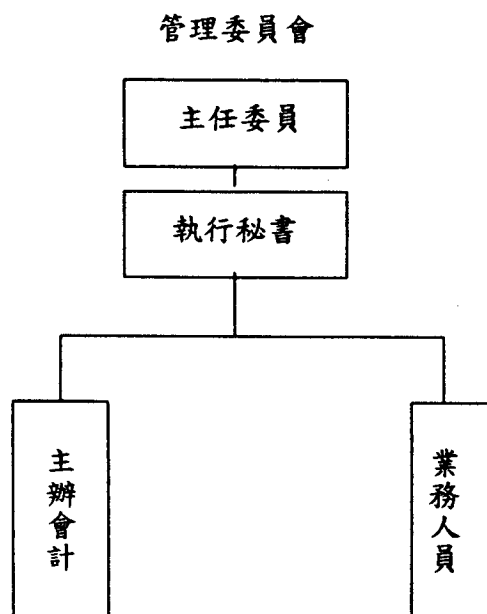 管理委員會
主任委員
執行秘書
主辦會計
業務人員